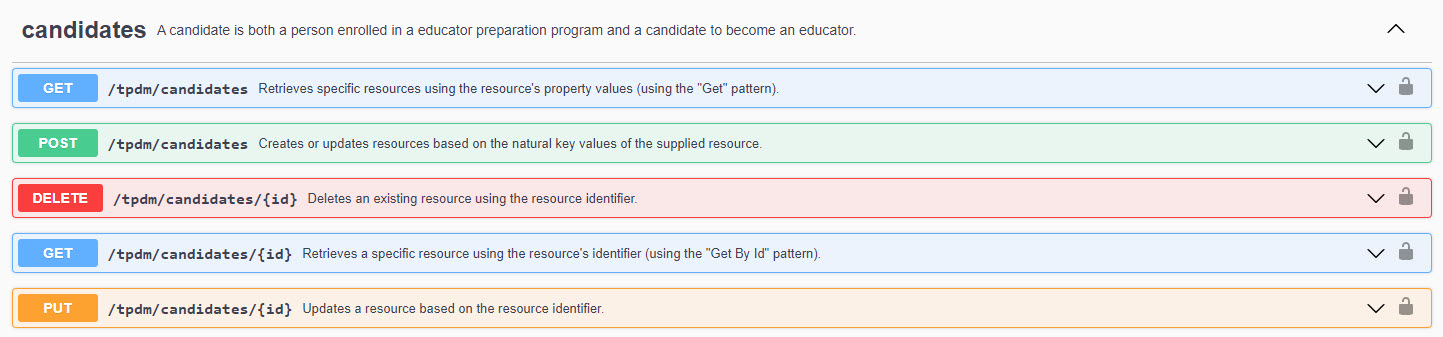 candidates A candidate is both a person enrolled in a educator preparation program and a candidate to become an educator.
GET /tpdm/candidates Retrieves specific resources using the resource's property values (using the "Get" pattern).
POST /tpdm/candidates Creates or updates resources based on the natural key values of the supplied resource.
DELETE /tpdm/candidates/{id} Deletes an existing resource using the resource identifier.
GET /tpdm/candidates/{id} Retrieves a specific resource using the resource's identifier (using the "Get By Id" pattern).
PUT /tpdm/candidates/{id} Updates a resource based on the resource identifier.